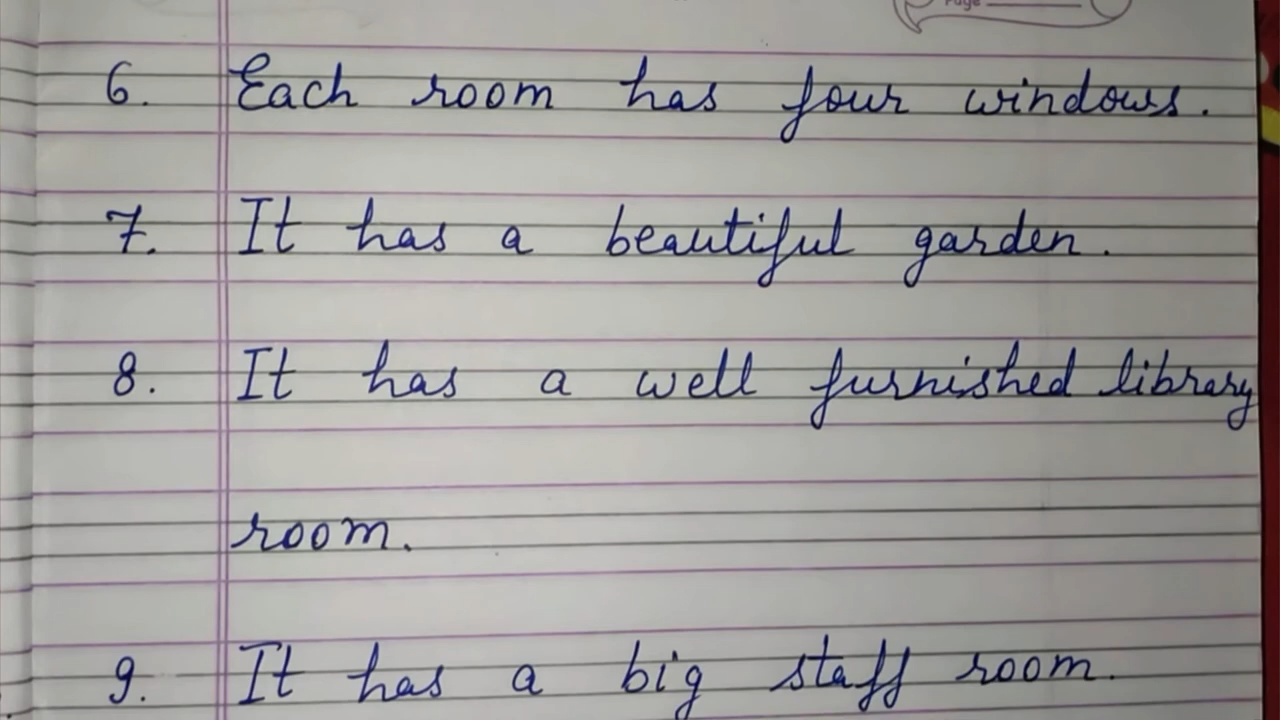 Page
6. Each room has four windows.
7. It has a beautiful garden.
8. It has a well furnished library
room.
9. It has a big staff room.